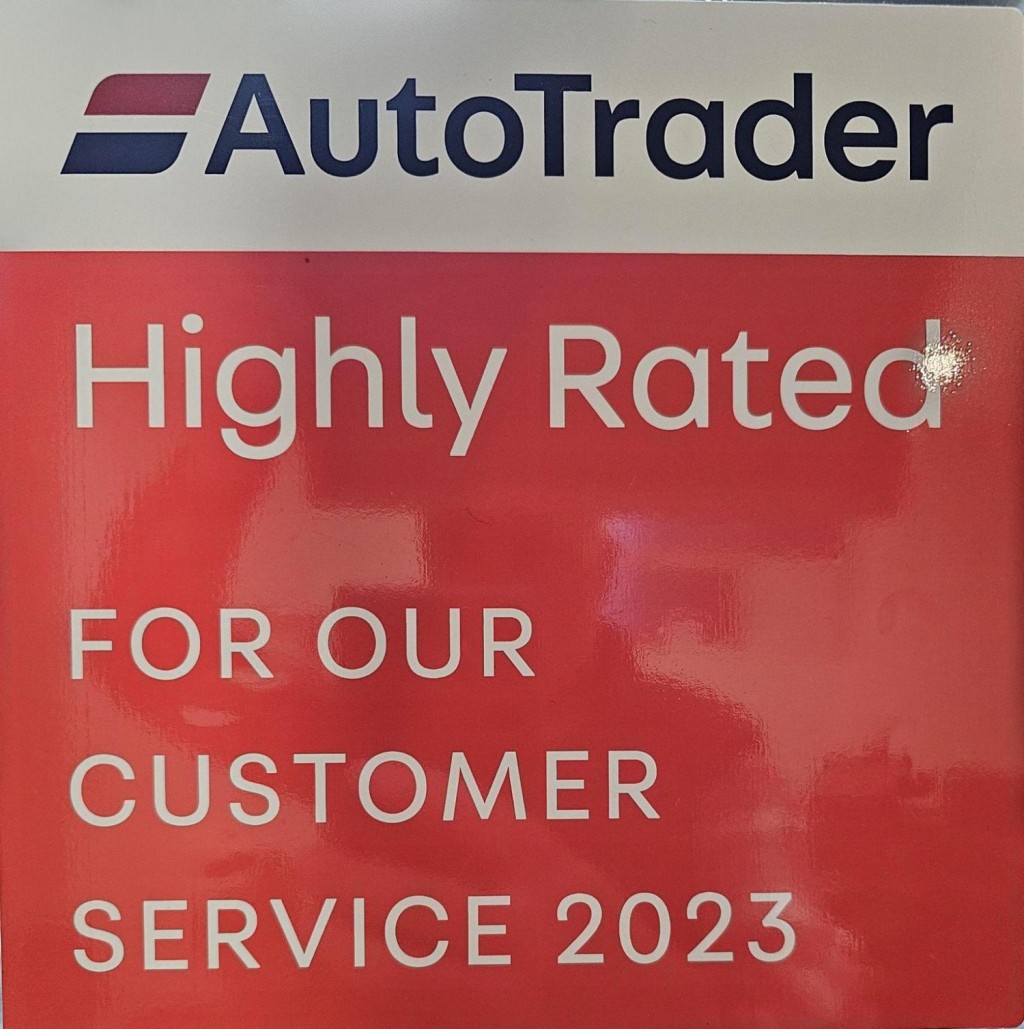 AutoTrader
Highly Rated
FOR OUR
CUSTOMER
SERVICE 2023